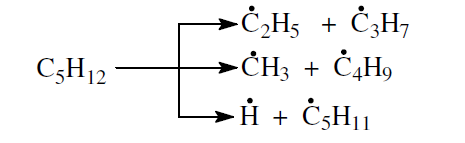 Ċ₂H₅ + Ċ₃H₇
C₅H₁₂ ĊH₃ + Ċ₄H₉
Ḣ + Ċ₅H₁₁